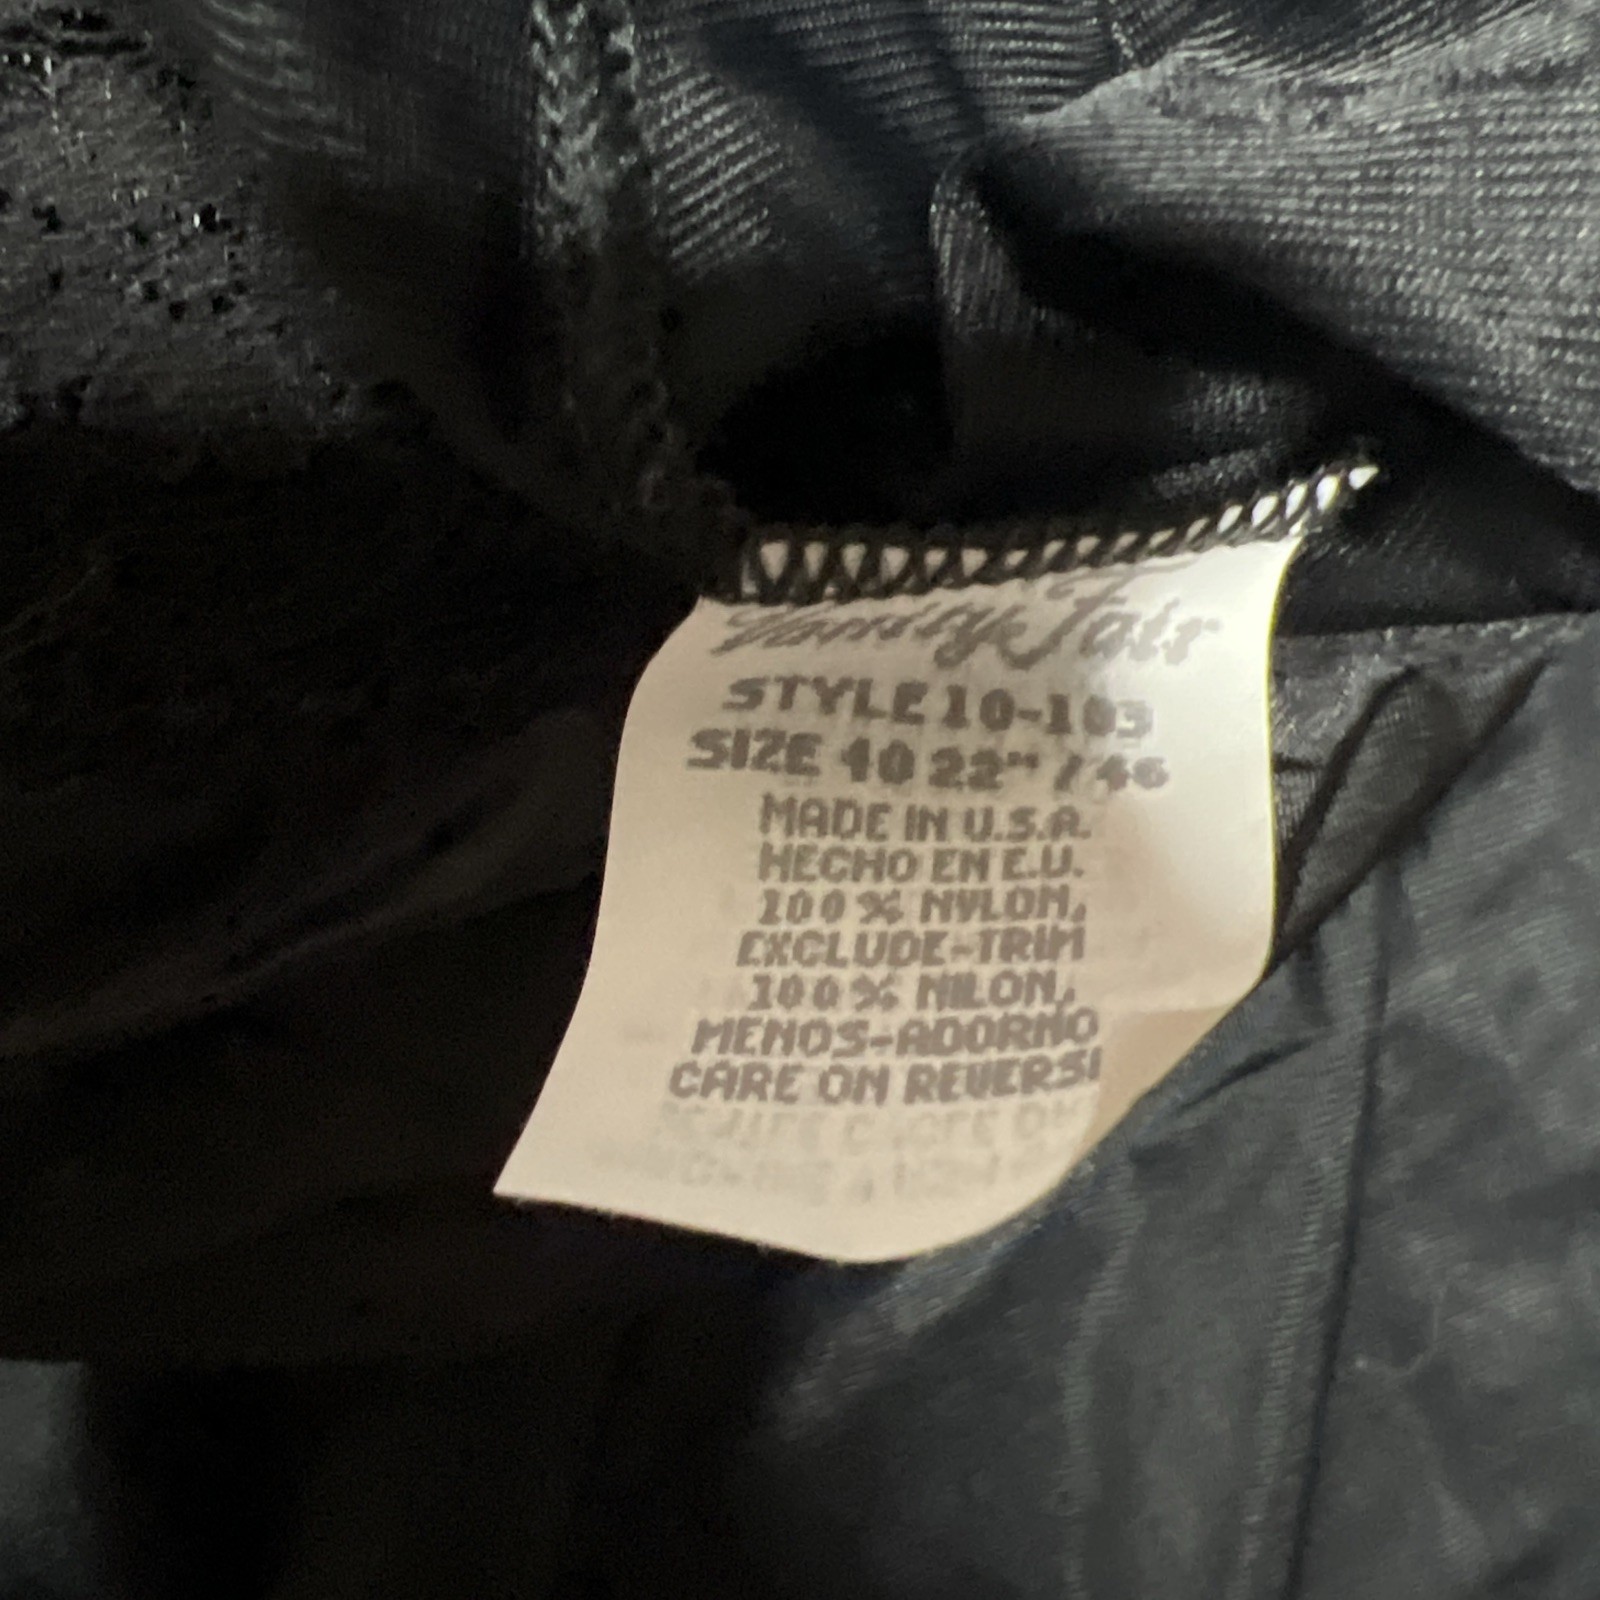 Vanity Fair
STYLE 10-103
SIZE 40 22" / 56
MADE IN U.S.A.
HECHO EN E.U.
100% NYLON,
EXCLUDE-TRIM
100% NILON,
MENOS-ADORNO
CARE ON REVERSI